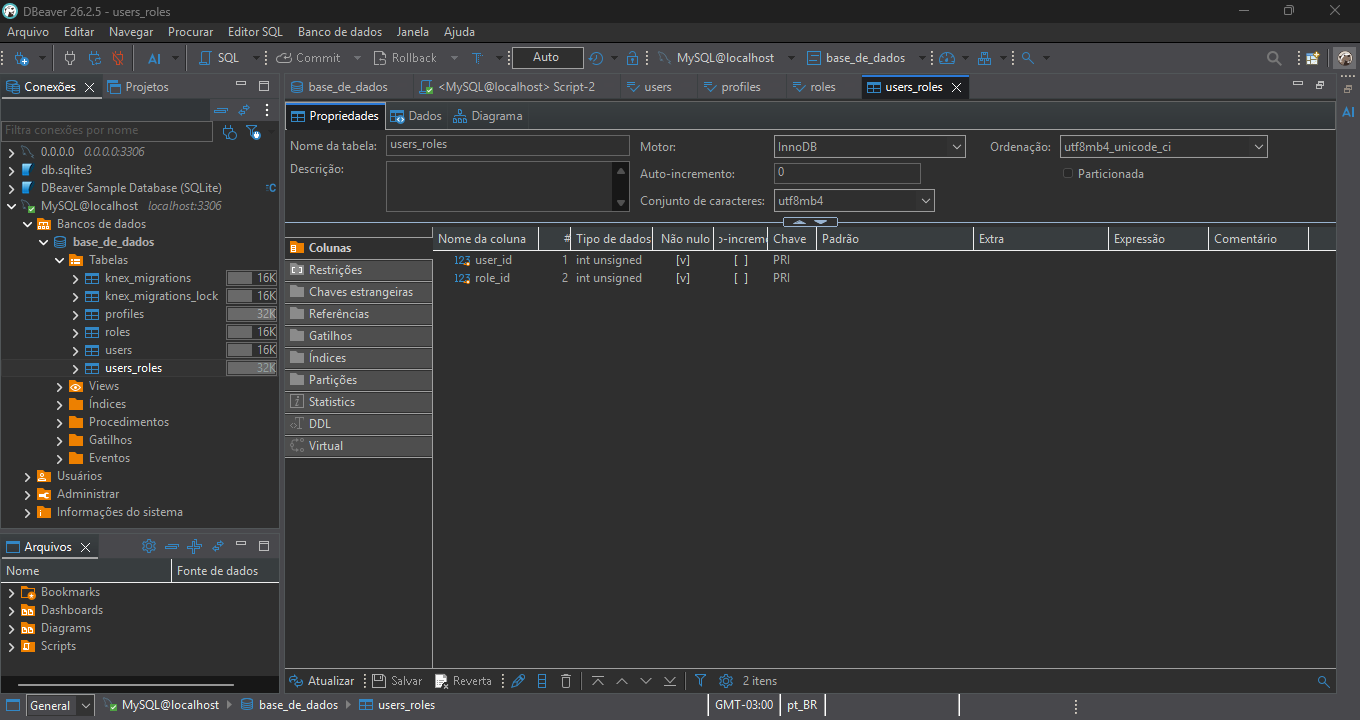 DBeaver 26.2.5 - users_roles
Arquivo Editar Navegar Procurar Editor SQL Banco de dados Janela Ajuda
AI SQL Commit Rollback T Auto MySQL@localhost base_de_dados
Conexões Projetos
base_de_dados <MySQL@localhost> Script-2 users profiles roles users_roles
Filtra conexões por nome
0.0.0.0 0.0.0.0:3306
db.sqlite3
DBeaver Sample Database (SQLite)
MySQL@localhost localhost:3306
Bancos de dados
base_de_dados
Tabelas
knex_migrations 16K
knex_migrations_lock 16K
profiles 32K
roles 16K
users 16K
users_roles 32K
Views
Índices
Procedimentos
Gatilhos
Eventos
Usuários
Administrar
Informações do sistema
Arquivos
Nome Fonte de dados
Bookmarks
Dashboards
Diagrams
Scripts
Propriedades Dados Diagrama
Nome da tabela: users_roles Motor: InnoDB Ordenação: utf8mb4_unicode_ci
Descrição: Auto-incremento: 0 Particionada
Conjunto de caracteres: utf8mb4
Colunas
Restrições
Chaves estrangeiras
Referências
Gatilhos
Índices
Partições
Statistics
DDL
Virtual
Nome da coluna # Tipo de dados Não nulo o-increm Chave Padrão Extra Expressão Comentário
123 user_id 1 int unsigned [v] [ ] PRI
123 role_id 2 int unsigned [v] [ ] PRI
Atualizar Salvar Reverta 2 itens
AI
General MySQL@localhost base_de_dados users_roles GMT-03:00 pt_BR